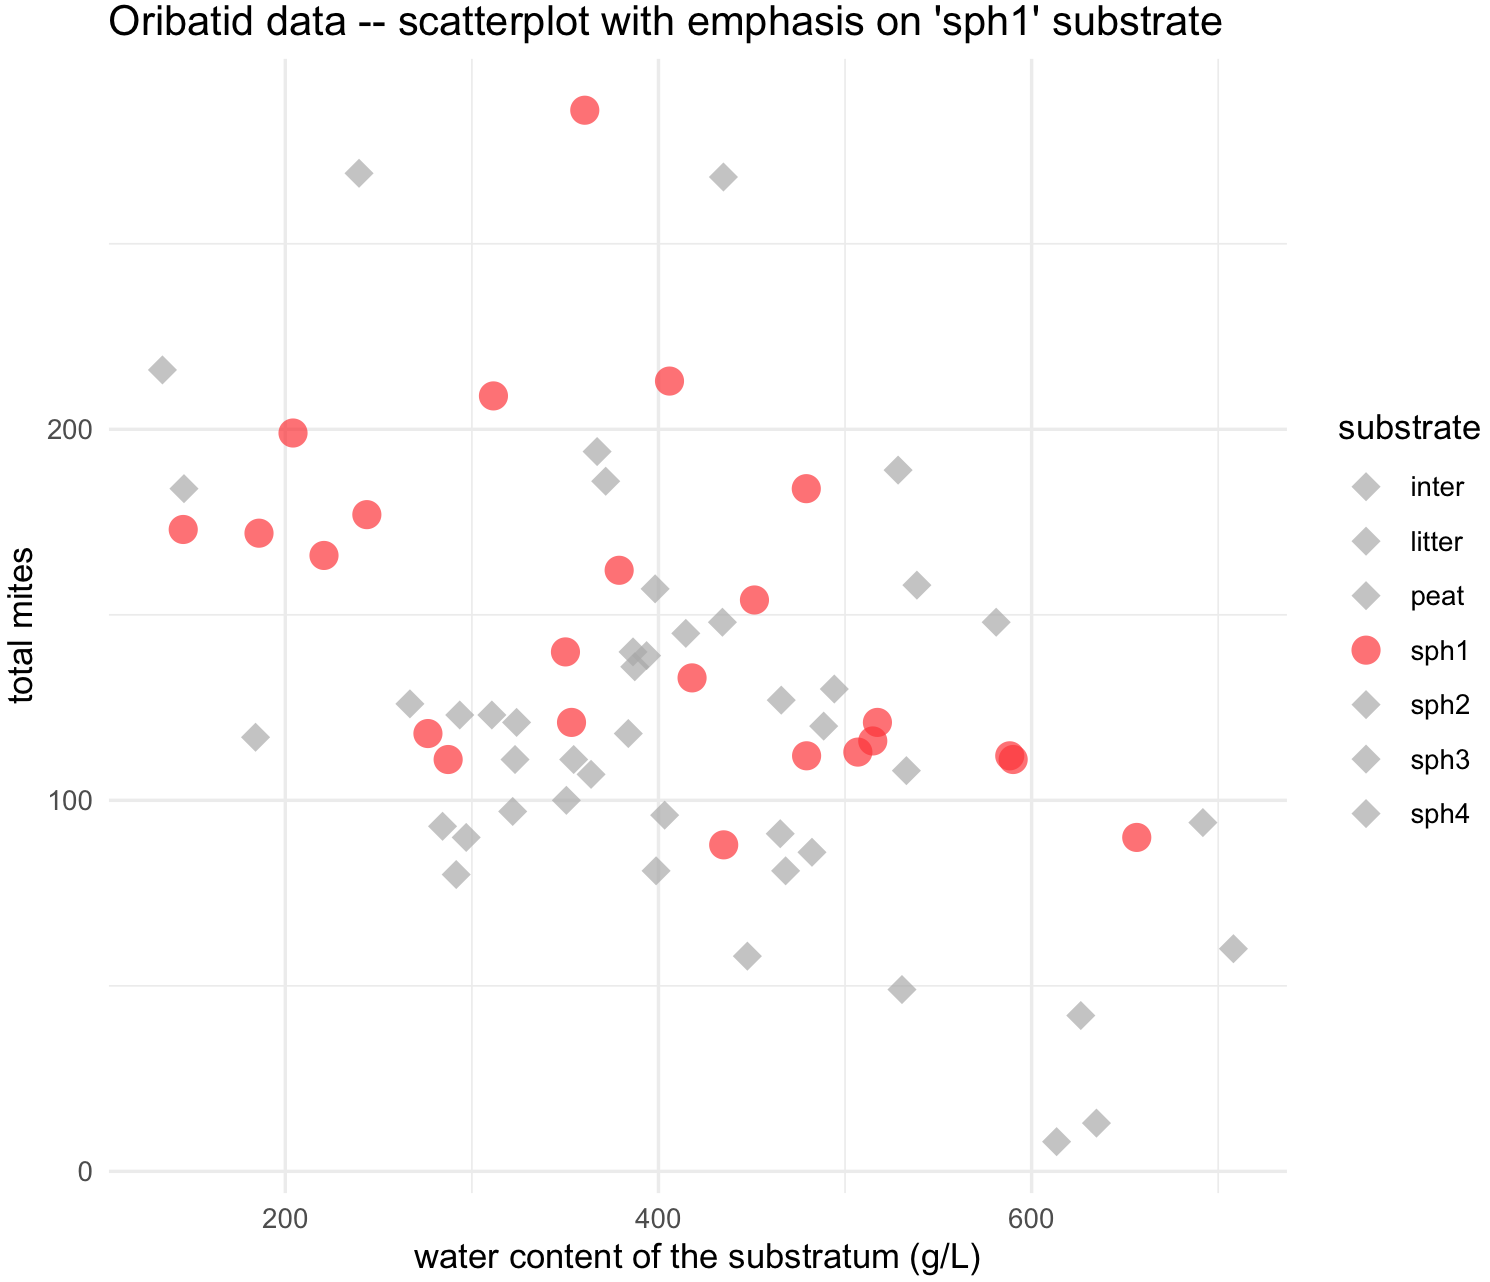 Oribatid data -- scatterplot with emphasis on 'sph1' substrate
total mites
200
100
0
200 400 600
water content of the substratum (g/L)
substrate
inter
litter
peat
sph1
sph2
sph3
sph4